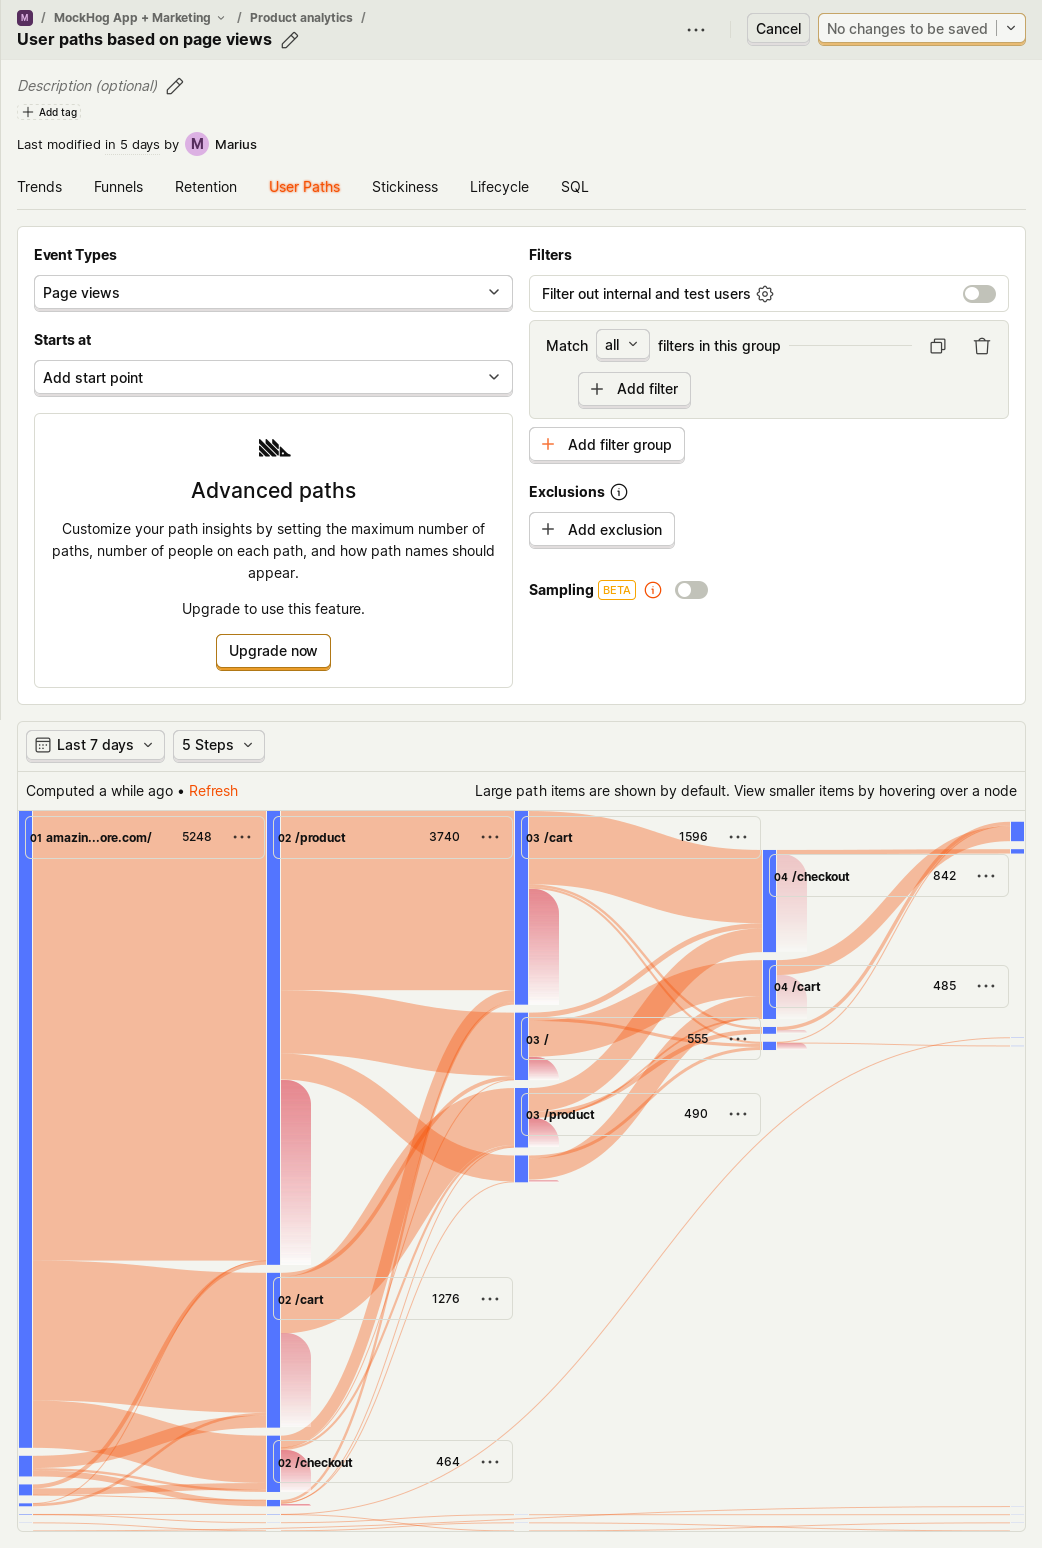 M / MockHog App + Marketing / Product analytics /
User paths based on page views
Cancel
No changes to be saved
Description (optional)
Add tag
Last modified in 5 days by M Marius
Trends Funnels Retention User Paths Stickiness Lifecycle SQL
Event Types
Page views
Starts at
Add start point
Advanced paths
Customize your path insights by setting the maximum number of
paths, number of people on each path, and how path names should
appear.
Upgrade to use this feature.
Upgrade now
Filters
Filter out internal and test users
Match all filters in this group
Add filter
Add filter group
Exclusions
Add exclusion
Sampling BETA
Last 7 days 5 Steps
Computed a while ago • Refresh
Large path items are shown by default. View smaller items by hovering over a node
01 amazin...ore.com/ 5248
02 /product 3740
03 /cart 1596
04 /checkout 842
04 /cart 485
03 / 555
03 /product 490
02 /cart 1276
02 /checkout 464